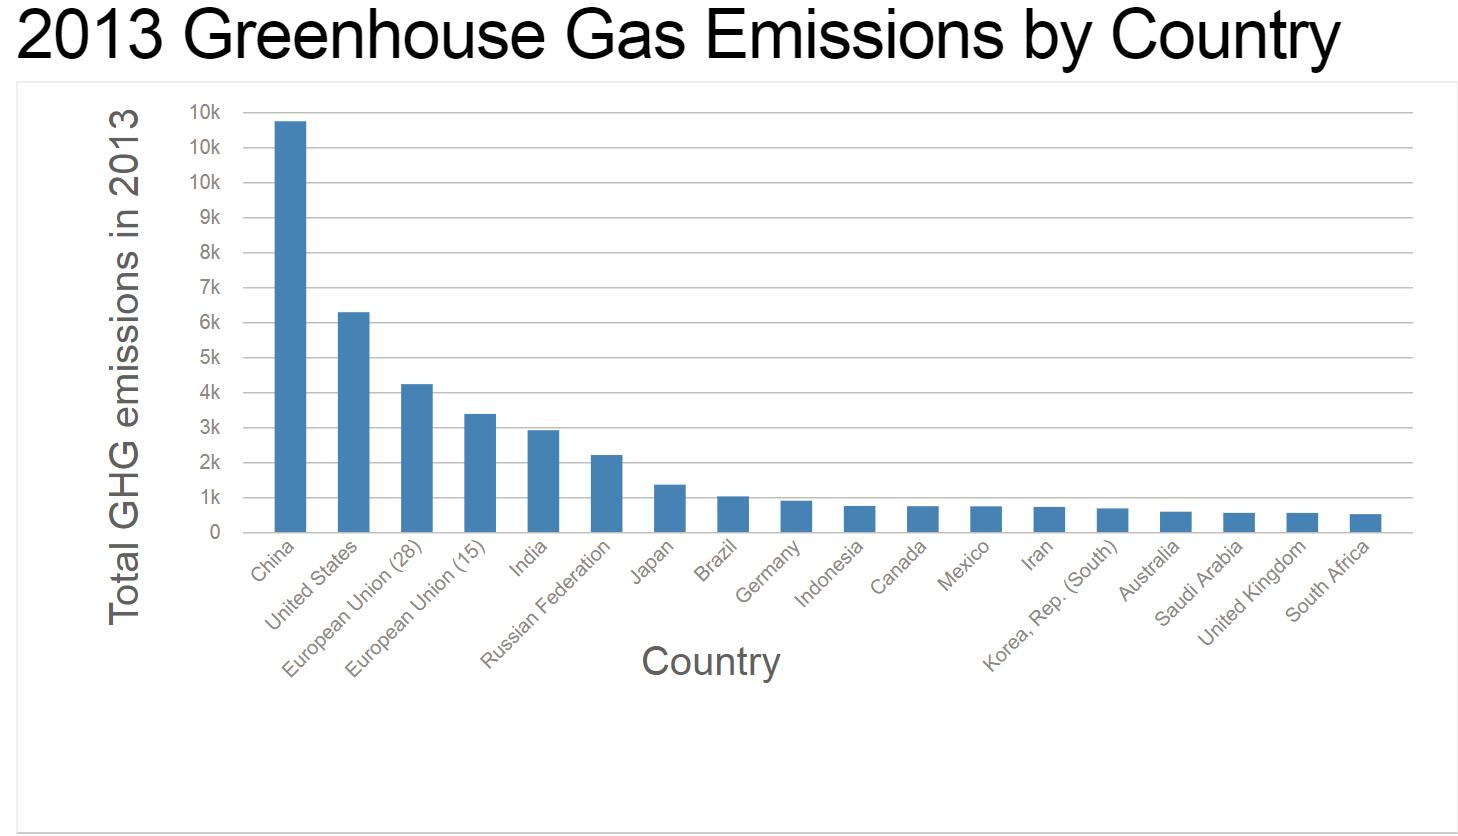 2013 Greenhouse Gas Emissions by Country
Total GHG emissions in 2013
10k
10k
10k
9k
8k
7k
6k
5k
4k
3k
2k
1k
0
China
United States
European Union (28)
European Union (15)
India
Russian Federation
Japan
Brazil
Germany
Indonesia
Canada
Mexico
Iran
Korea, Rep. (South)
Australia
Saudi Arabia
United Kingdom
South Africa
Country